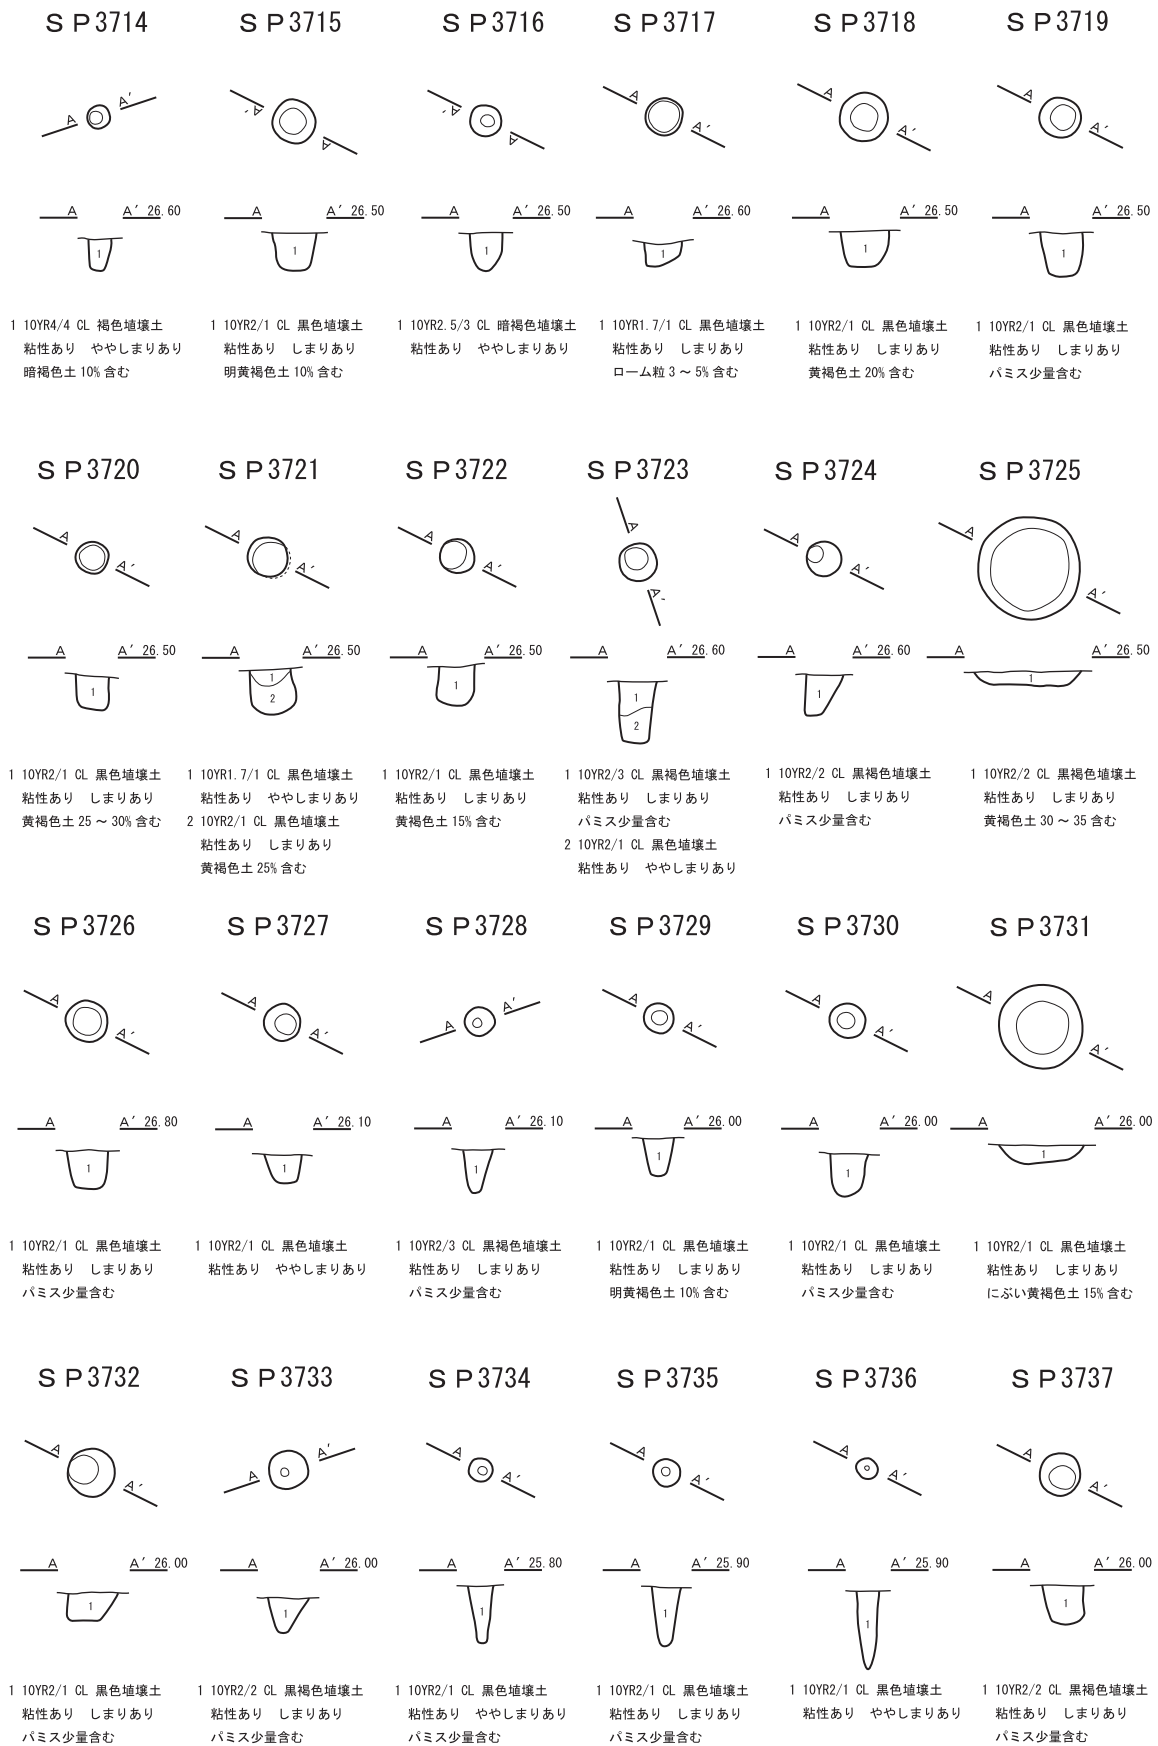 ＳＰ3714
A A′
A A′ 26.60
1
1 10YR4/4 CL 褐色埴壌土
粘性あり　ややしまりあり
暗褐色土 10% 含む
ＳＰ3715
A′ A
A A′ 26.50
1
1 10YR2/1 CL 黒色埴壌土
粘性あり　しまりあり
明黄褐色土 10% 含む
ＳＰ3716
A′ A
A A′ 26.50
1
1 10YR2.5/3 CL 暗褐色埴壌土
粘性あり　ややしまりあり
ＳＰ3717
A A′
A A′ 26.60
1
1 10YR1.7/1 CL 黒色埴壌土
粘性あり　しまりあり
ローム粒 3 ～ 5% 含む
ＳＰ3718
A A′
A A′ 26.50
1
1 10YR2/1 CL 黒色埴壌土
粘性あり　しまりあり
黄褐色土 20% 含む
ＳＰ3719
A A′
A A′ 26.50
1
1 10YR2/1 CL 黒色埴壌土
粘性あり　しまりあり
パミス少量含む
ＳＰ3720
A A′
A A′ 26.50
1
1 10YR2/1 CL 黒色埴壌土
粘性あり　しまりあり
黄褐色土 25 ～ 30% 含む
ＳＰ3721
A A′
A A′ 26.50
1
2
1 10YR1.7/1 CL 黒色埴壌土
粘性あり　ややしまりあり
2 10YR2/1 CL 黒色埴壌土
粘性あり　しまりあり
黄褐色土 25% 含む
ＳＰ3722
A A′
A A′ 26.50
1
1 10YR2/1 CL 黒色埴壌土
粘性あり　しまりあり
黄褐色土 15% 含む
ＳＰ3723
A A′
A A′ 26.60
1
2
1 10YR2/3 CL 黒褐色埴壌土
粘性あり　しまりあり
パミス少量含む
2 10YR2/1 CL 黒色埴壌土
粘性あり　ややしまりあり
ＳＰ3724
A A′
A A′ 26.60
1
1 10YR2/2 CL 黒褐色埴壌土
粘性あり　しまりあり
パミス少量含む
ＳＰ3725
A A′
A A′ 26.50
1
1 10YR2/2 CL 黒褐色埴壌土
粘性あり　しまりあり
黄褐色土 30 ～ 35 含む
ＳＰ3726
A A′
A A′ 26.80
1
1 10YR2/1 CL 黒色埴壌土
粘性あり　しまりあり
パミス少量含む
ＳＰ3727
A A′
A A′ 26.10
1
1 10YR2/1 CL 黒色埴壌土
粘性あり　ややしまりあり
ＳＰ3728
A A′
A A′ 26.10
1
1 10YR2/3 CL 黒褐色埴壌土
粘性あり　しまりあり
パミス少量含む
ＳＰ3729
A A′
A A′ 26.00
1
1 10YR2/1 CL 黒色埴壌土
粘性あり　しまりあり
明黄褐色土 10% 含む
ＳＰ3730
A A′
A A′ 26.00
1
1 10YR2/1 CL 黒色埴壌土
粘性あり　しまりあり
パミス少量含む
ＳＰ3731
A A′
A A′ 26.00
1
1 10YR2/1 CL 黒色埴壌土
粘性あり　しまりあり
にぶい黄褐色土 15% 含む
ＳＰ3732
A A′
A A′ 26.00
1
1 10YR2/1 CL 黒色埴壌土
粘性あり　しまりあり
パミス少量含む
ＳＰ3733
A A′
A A′ 26.00
1
1 10YR2/2 CL 黒褐色埴壌土
粘性あり　しまりあり
パミス少量含む
ＳＰ3734
A A′
A A′ 25.80
1
1 10YR2/1 CL 黒色埴壌土
粘性あり　ややしまりあり
パミス少量含む
ＳＰ3735
A A′
A A′ 25.90
1
1 10YR2/1 CL 黒色埴壌土
粘性あり　しまりあり
パミス少量含む
ＳＰ3736
A A′
A A′ 25.90
1
1 10YR2/1 CL 黒色埴壌土
粘性あり　ややしまりあり
ＳＰ3737
A A′
A A′ 26.00
1
1 10YR2/2 CL 黒褐色埴壌土
粘性あり　しまりあり
パミス少量含む